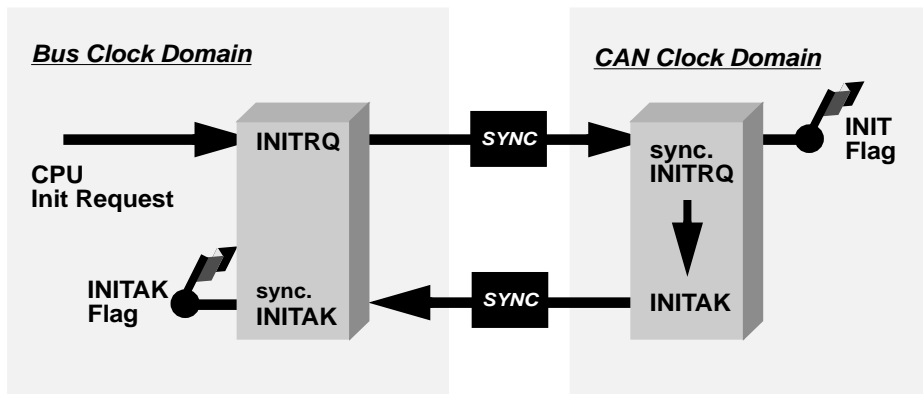 Bus Clock Domain
CAN Clock Domain
CPU
Init Request
INITRQ
SYNC
sync.
INITRQ
INIT
Flag
INITAK
Flag
sync.
INITAK
SYNC
INITAK